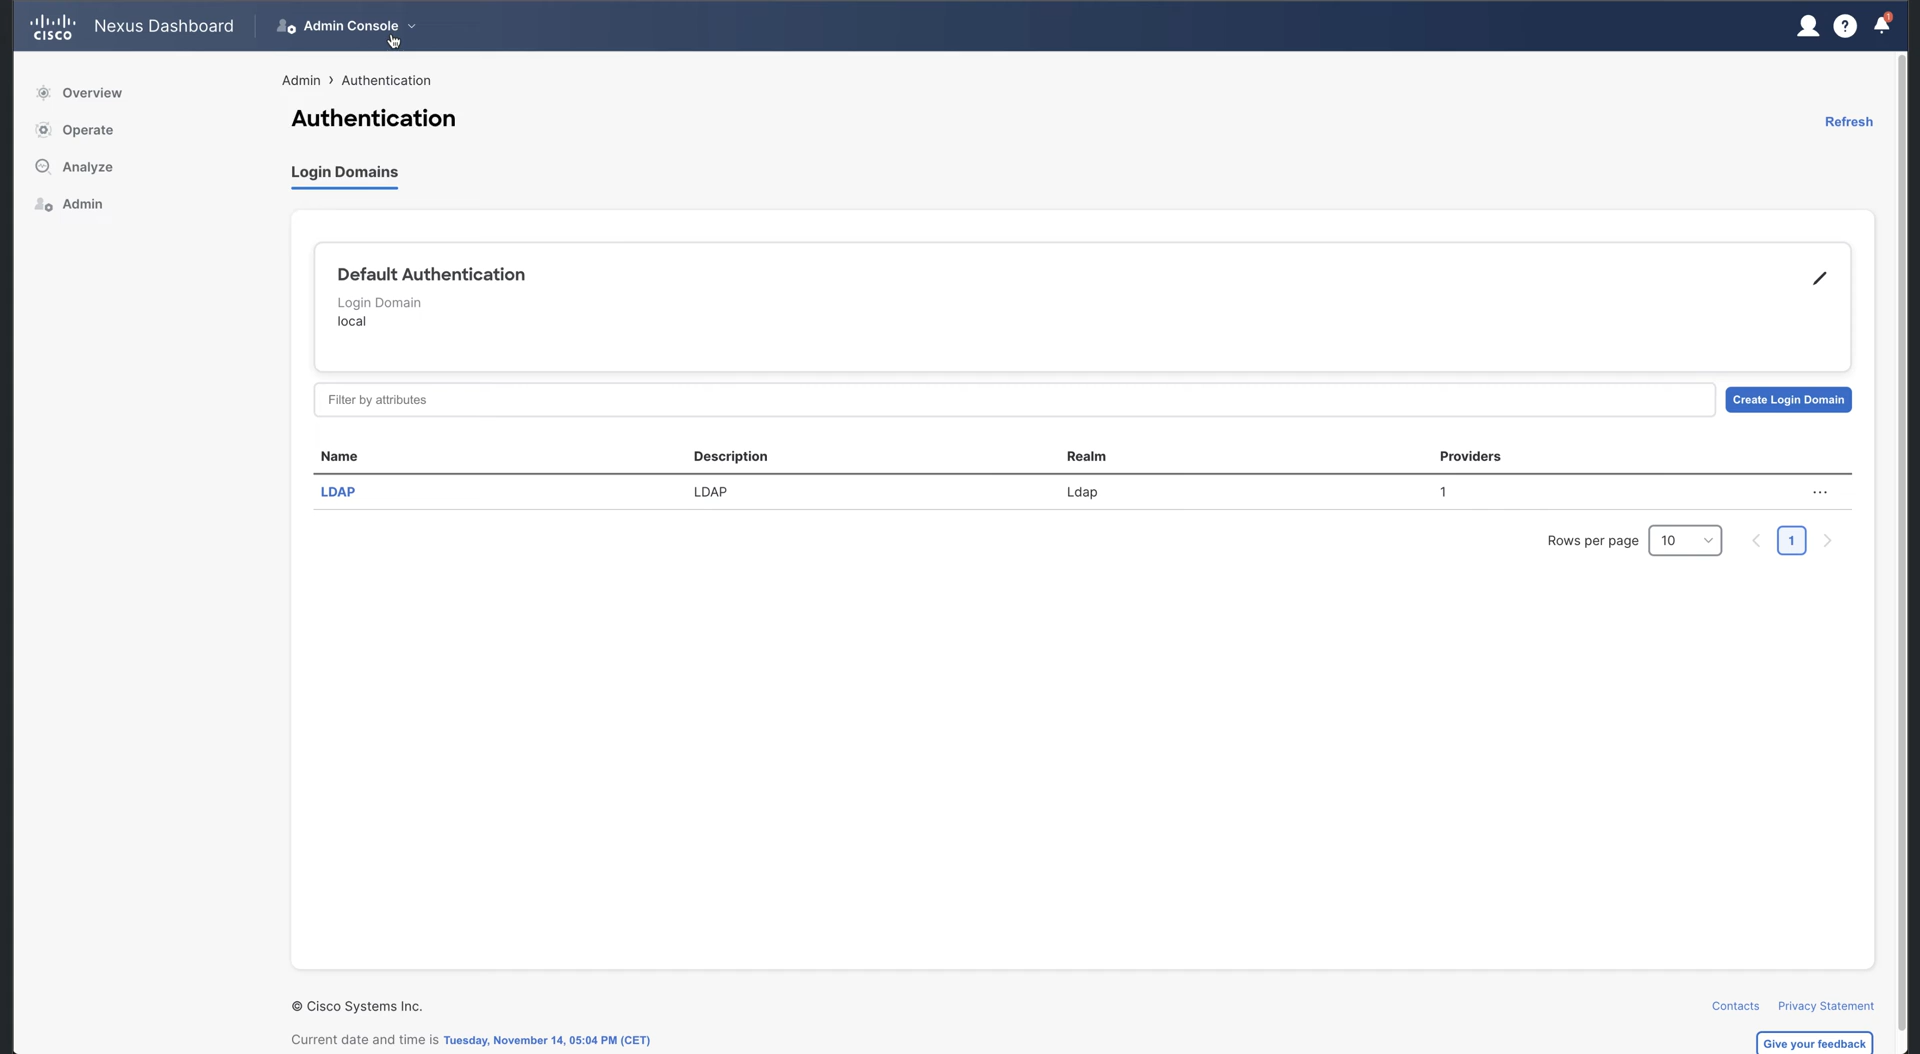 cisco Nexus Dashboard Admin Console ? 1
Overview
Operate
Analyze
Admin
Admin › Authentication
Authentication
Refresh
Login Domains
Default Authentication
Login Domain
local
Filter by attributes
Create Login Domain
Name Description Realm Providers
LDAP LDAP Ldap 1 ...
Rows per page 10 1
© Cisco Systems Inc.
Contacts Privacy Statement
Current date and time is Tuesday, November 14, 05:04 PM (CET)
Give your feedback